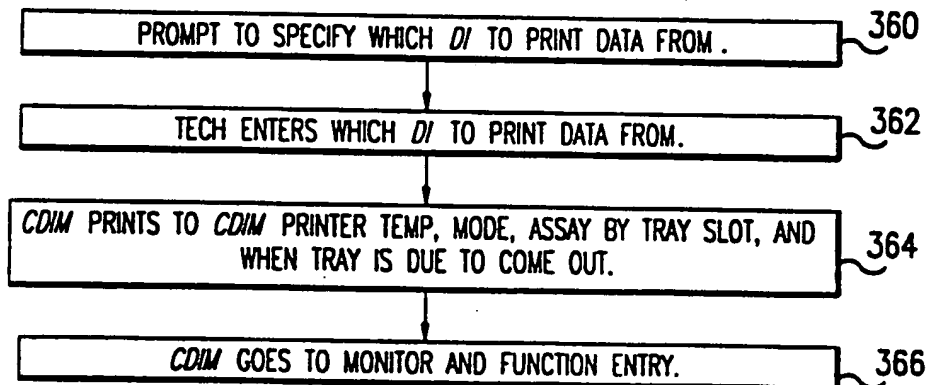 PROMPT TO SPECIFY WHICH DI TO PRINT DATA FROM.
360
TECH ENTERS WHICH DI TO PRINT DATA FROM.
362
CDIM PRINTS TO CDIM PRINTER TEMP, MODE, ASSAY BY TRAY SLOT, AND
WHEN TRAY IS DUE TO COME OUT.
364
CDIM GOES TO MONITOR AND FUNCTION ENTRY.
366